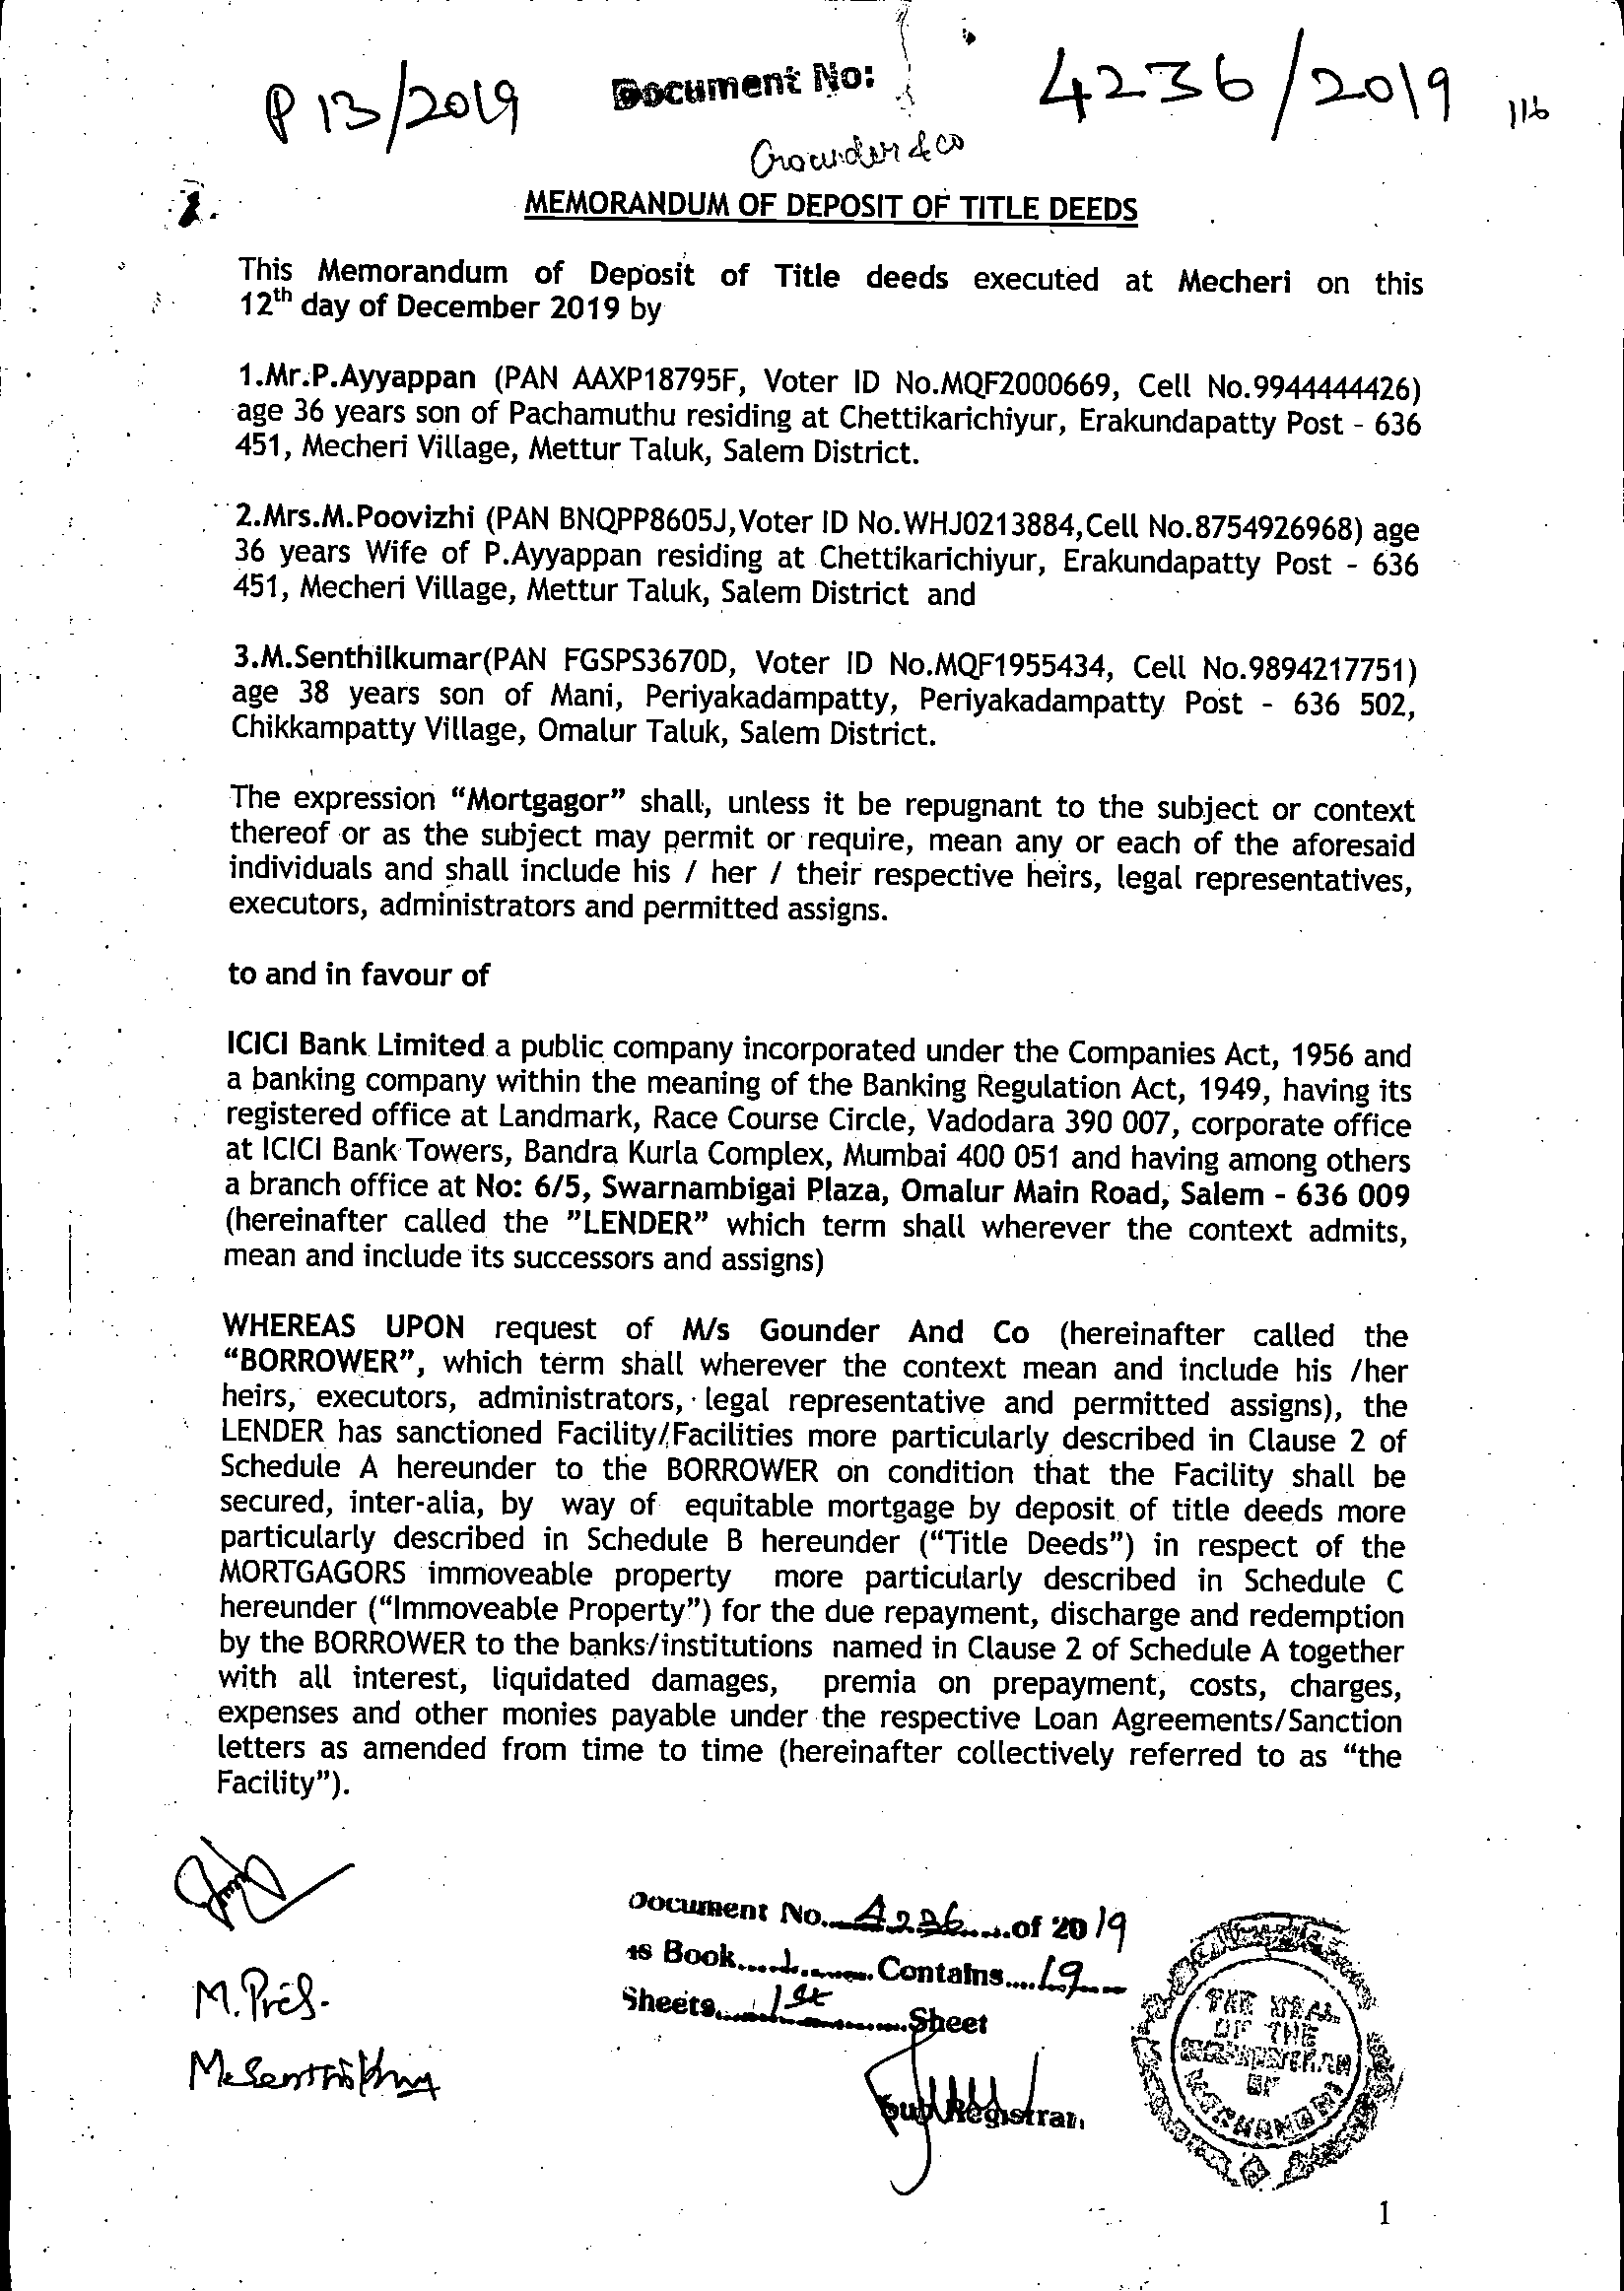 P 13/2019 Document No: 4236/2019
Gounder & co
MEMORANDUM OF DEPOSIT OF TITLE DEEDS
This Memorandum of Deposit of Title deeds executed at Mecheri on this
12th day of December 2019 by
1.Mr.P.Ayyappan (PAN AAXP18795F, Voter ID No.MQF2000669, Cell No.9944444426)
age 36 years son of Pachamuthu residing at Chettikarichiyur, Erakundapatty Post - 636
451, Mecheri Village, Mettur Taluk, Salem District.
2.Mrs.M.Poovizhi (PAN BNQPP8605J,Voter ID No.WHJ0213884,Cell No.8754926968) age
36 years Wife of P.Ayyappan residing at Chettikarichiyur, Erakundapatty Post - 636
451, Mecheri Village, Mettur Taluk, Salem District and
3.M.Senthilkumar(PAN FGSPS3670D, Voter ID No.MQF1955434, Cell No.9894217751)
age 38 years son of Mani, Periyakadampatty, Periyakadampatty Post - 636 502,
Chikkampatty Village, Omalur Taluk, Salem District.
The expression “Mortgagor” shall, unless it be repugnant to the subject or context
thereof or as the subject may permit or require, mean any or each of the aforesaid
individuals and shall include his / her / their respective heirs, legal representatives,
executors, administrators and permitted assigns.
to and in favour of
ICICI Bank Limited a public company incorporated under the Companies Act, 1956 and
a banking company within the meaning of the Banking Regulation Act, 1949, having its
registered office at Landmark, Race Course Circle, Vadodara 390 007, corporate office
at ICICI Bank Towers, Bandra Kurla Complex, Mumbai 400 051 and having among others
a branch office at No: 6/5, Swarnambigai Plaza, Omalur Main Road, Salem - 636 009
(hereinafter called the ”LENDER” which term shall wherever the context admits,
mean and include its successors and assigns)
WHEREAS UPON request of M/s Gounder And Co (hereinafter called the
“BORROWER”, which term shall wherever the context mean and include his /her
heirs, executors, administrators, legal representative and permitted assigns), the
LENDER has sanctioned Facility/Facilities more particularly described in Clause 2 of
Schedule A hereunder to the BORROWER on condition that the Facility shall be
secured, inter-alia, by way of equitable mortgage by deposit of title deeds more
particularly described in Schedule B hereunder (“Title Deeds”) in respect of the
MORTGAGORS immoveable property more particularly described in Schedule C
hereunder (“Immoveable Property”) for the due repayment, discharge and redemption
by the BORROWER to the banks/institutions named in Clause 2 of Schedule A together
with all interest, liquidated damages, premia on prepayment, costs, charges,
expenses and other monies payable under the respective Loan Agreements/Sanction
letters as amended from time to time (hereinafter collectively referred to as “the
Facility”).
Document No....4236.....of 2019
is Book.....1.......Contains....19....
Sheets.....1st..........Sheet
Sub Registrar
THE SEAL
OF THE
OF
1